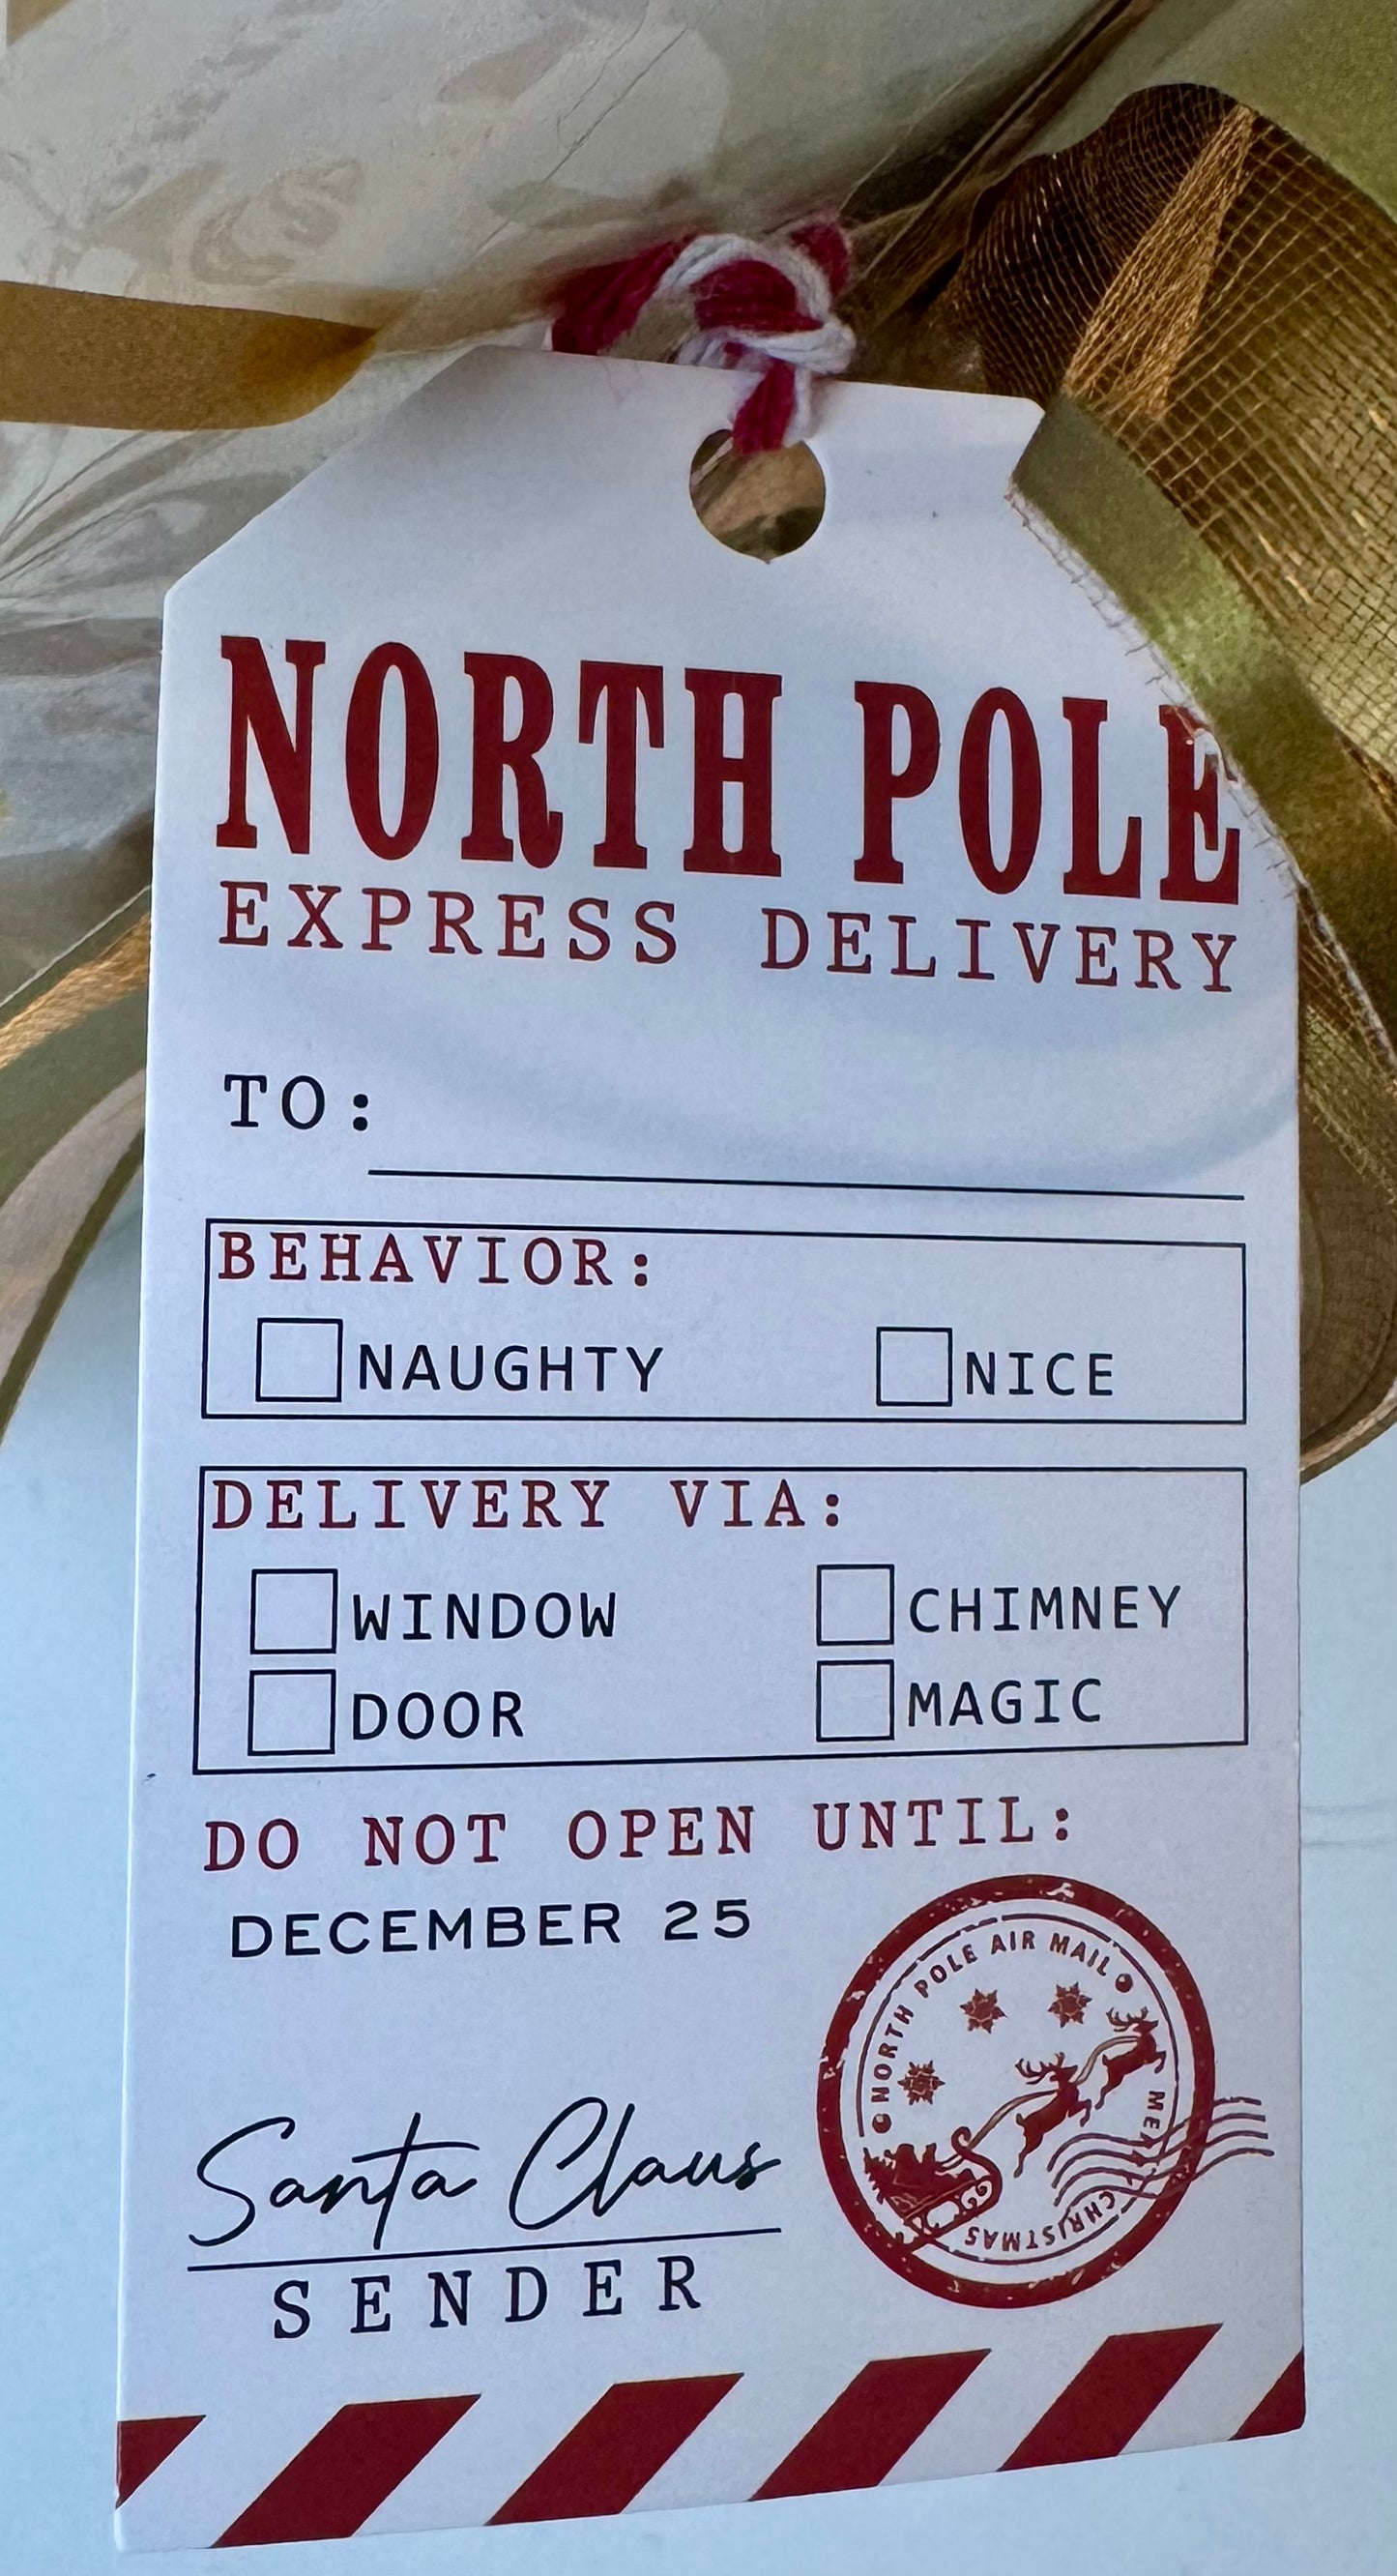 NORTH POLE
EXPRESS DELIVERY
TO:
BEHAVIOR:
NAUGHTY NICE
DELIVERY VIA:
WINDOW CHIMNEY
DOOR MAGIC
DO NOT OPEN UNTIL:
DECEMBER 25
NORTH POLE AIR MAIL
CHRISTMAS
Santa Claus
SENDER